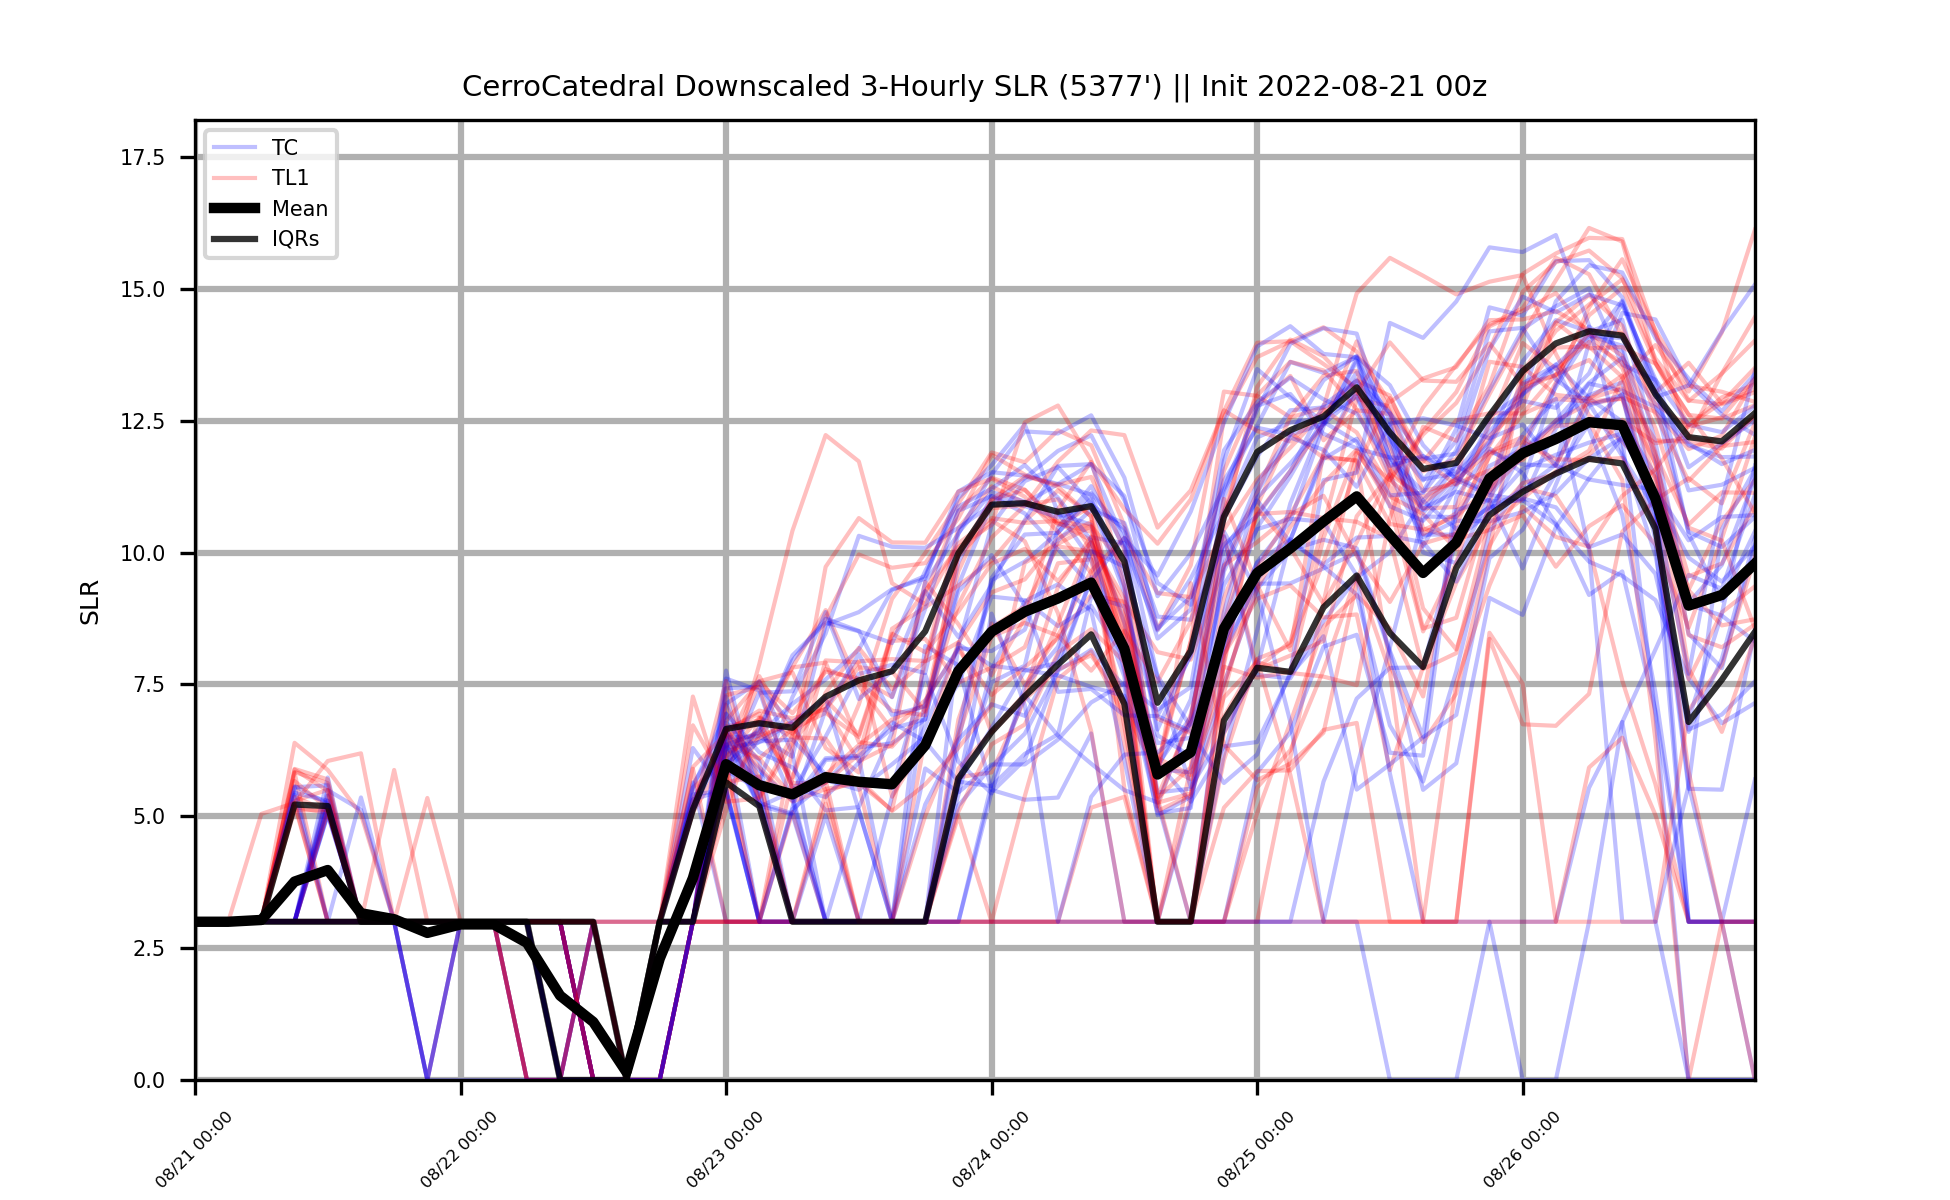 CerroCatedral Downscaled 3-Hourly SLR (5377') || Init 2022-08-21 00z
TC
TL1
Mean
IQRs
SLR
17.5
15.0
12.5
10.0
7.5
5.0
2.5
0.0
08/21 00:00
08/22 00:00
08/23 00:00
08/24 00:00
08/25 00:00
08/26 00:00